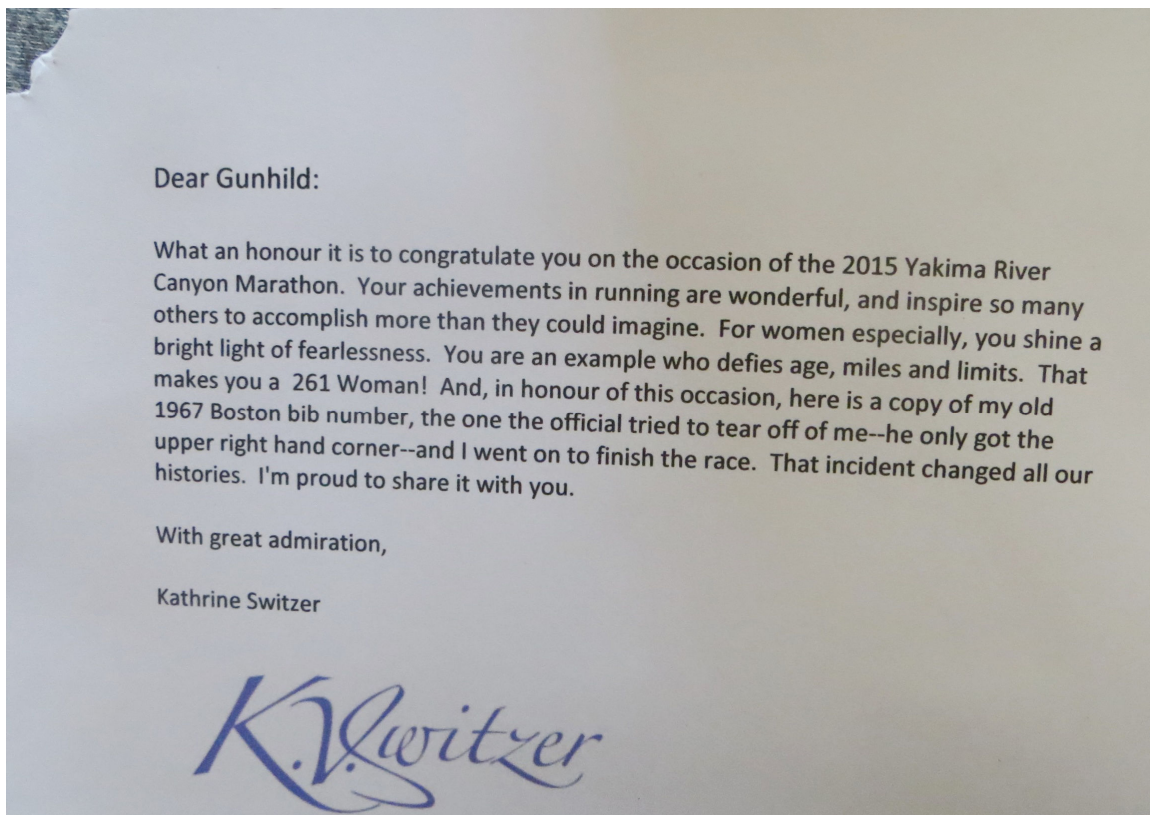 Dear Gunhild:
What an honour it is to congratulate you on the occasion of the 2015 Yakima River
Canyon Marathon.  Your achievements in running are wonderful, and inspire so many
others to accomplish more than they could imagine.  For women especially, you shine a
bright light of fearlessness.  You are an example who defies age, miles and limits.  That
makes you a  261 Woman!  And, in honour of this occasion, here is a copy of my old
1967 Boston bib number, the one the official tried to tear off of me--he only got the
upper right hand corner--and I went on to finish the race.  That incident changed all our
histories.  I'm proud to share it with you.
With great admiration,
Kathrine Switzer
K.V.Switzer